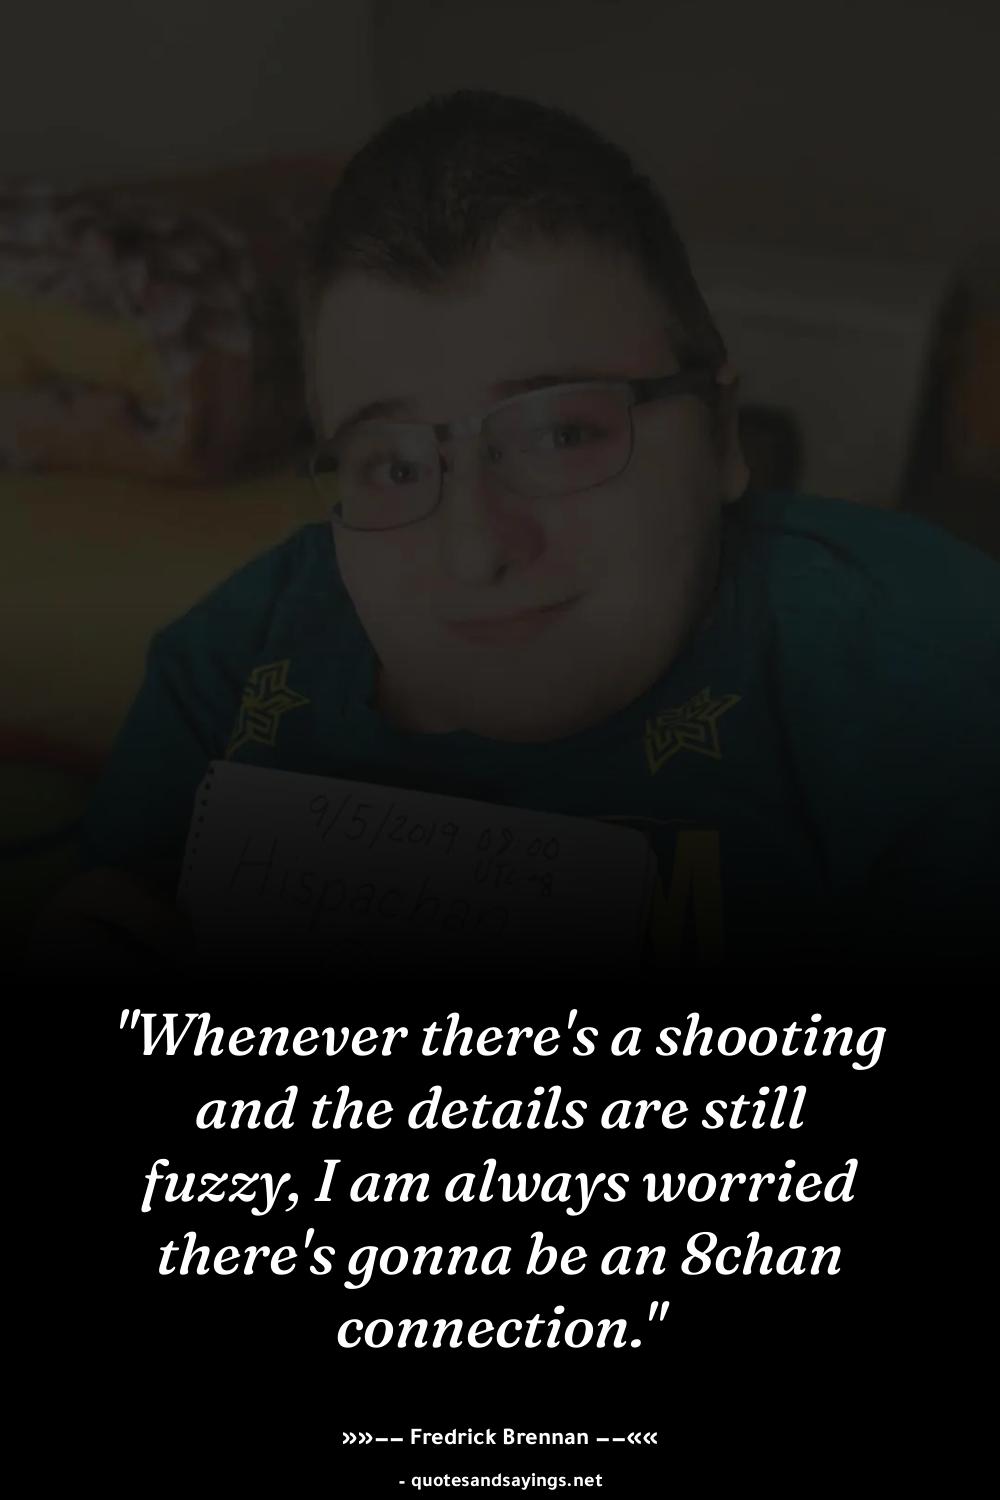 9/5/2019 09:00
UTC+8
Hispachan
M
"Whenever there's a shooting
and the details are still
fuzzy, I am always worried
there's gonna be an 8chan
connection."
»»–– Fredrick Brennan ––««
- quotesandsayings.net